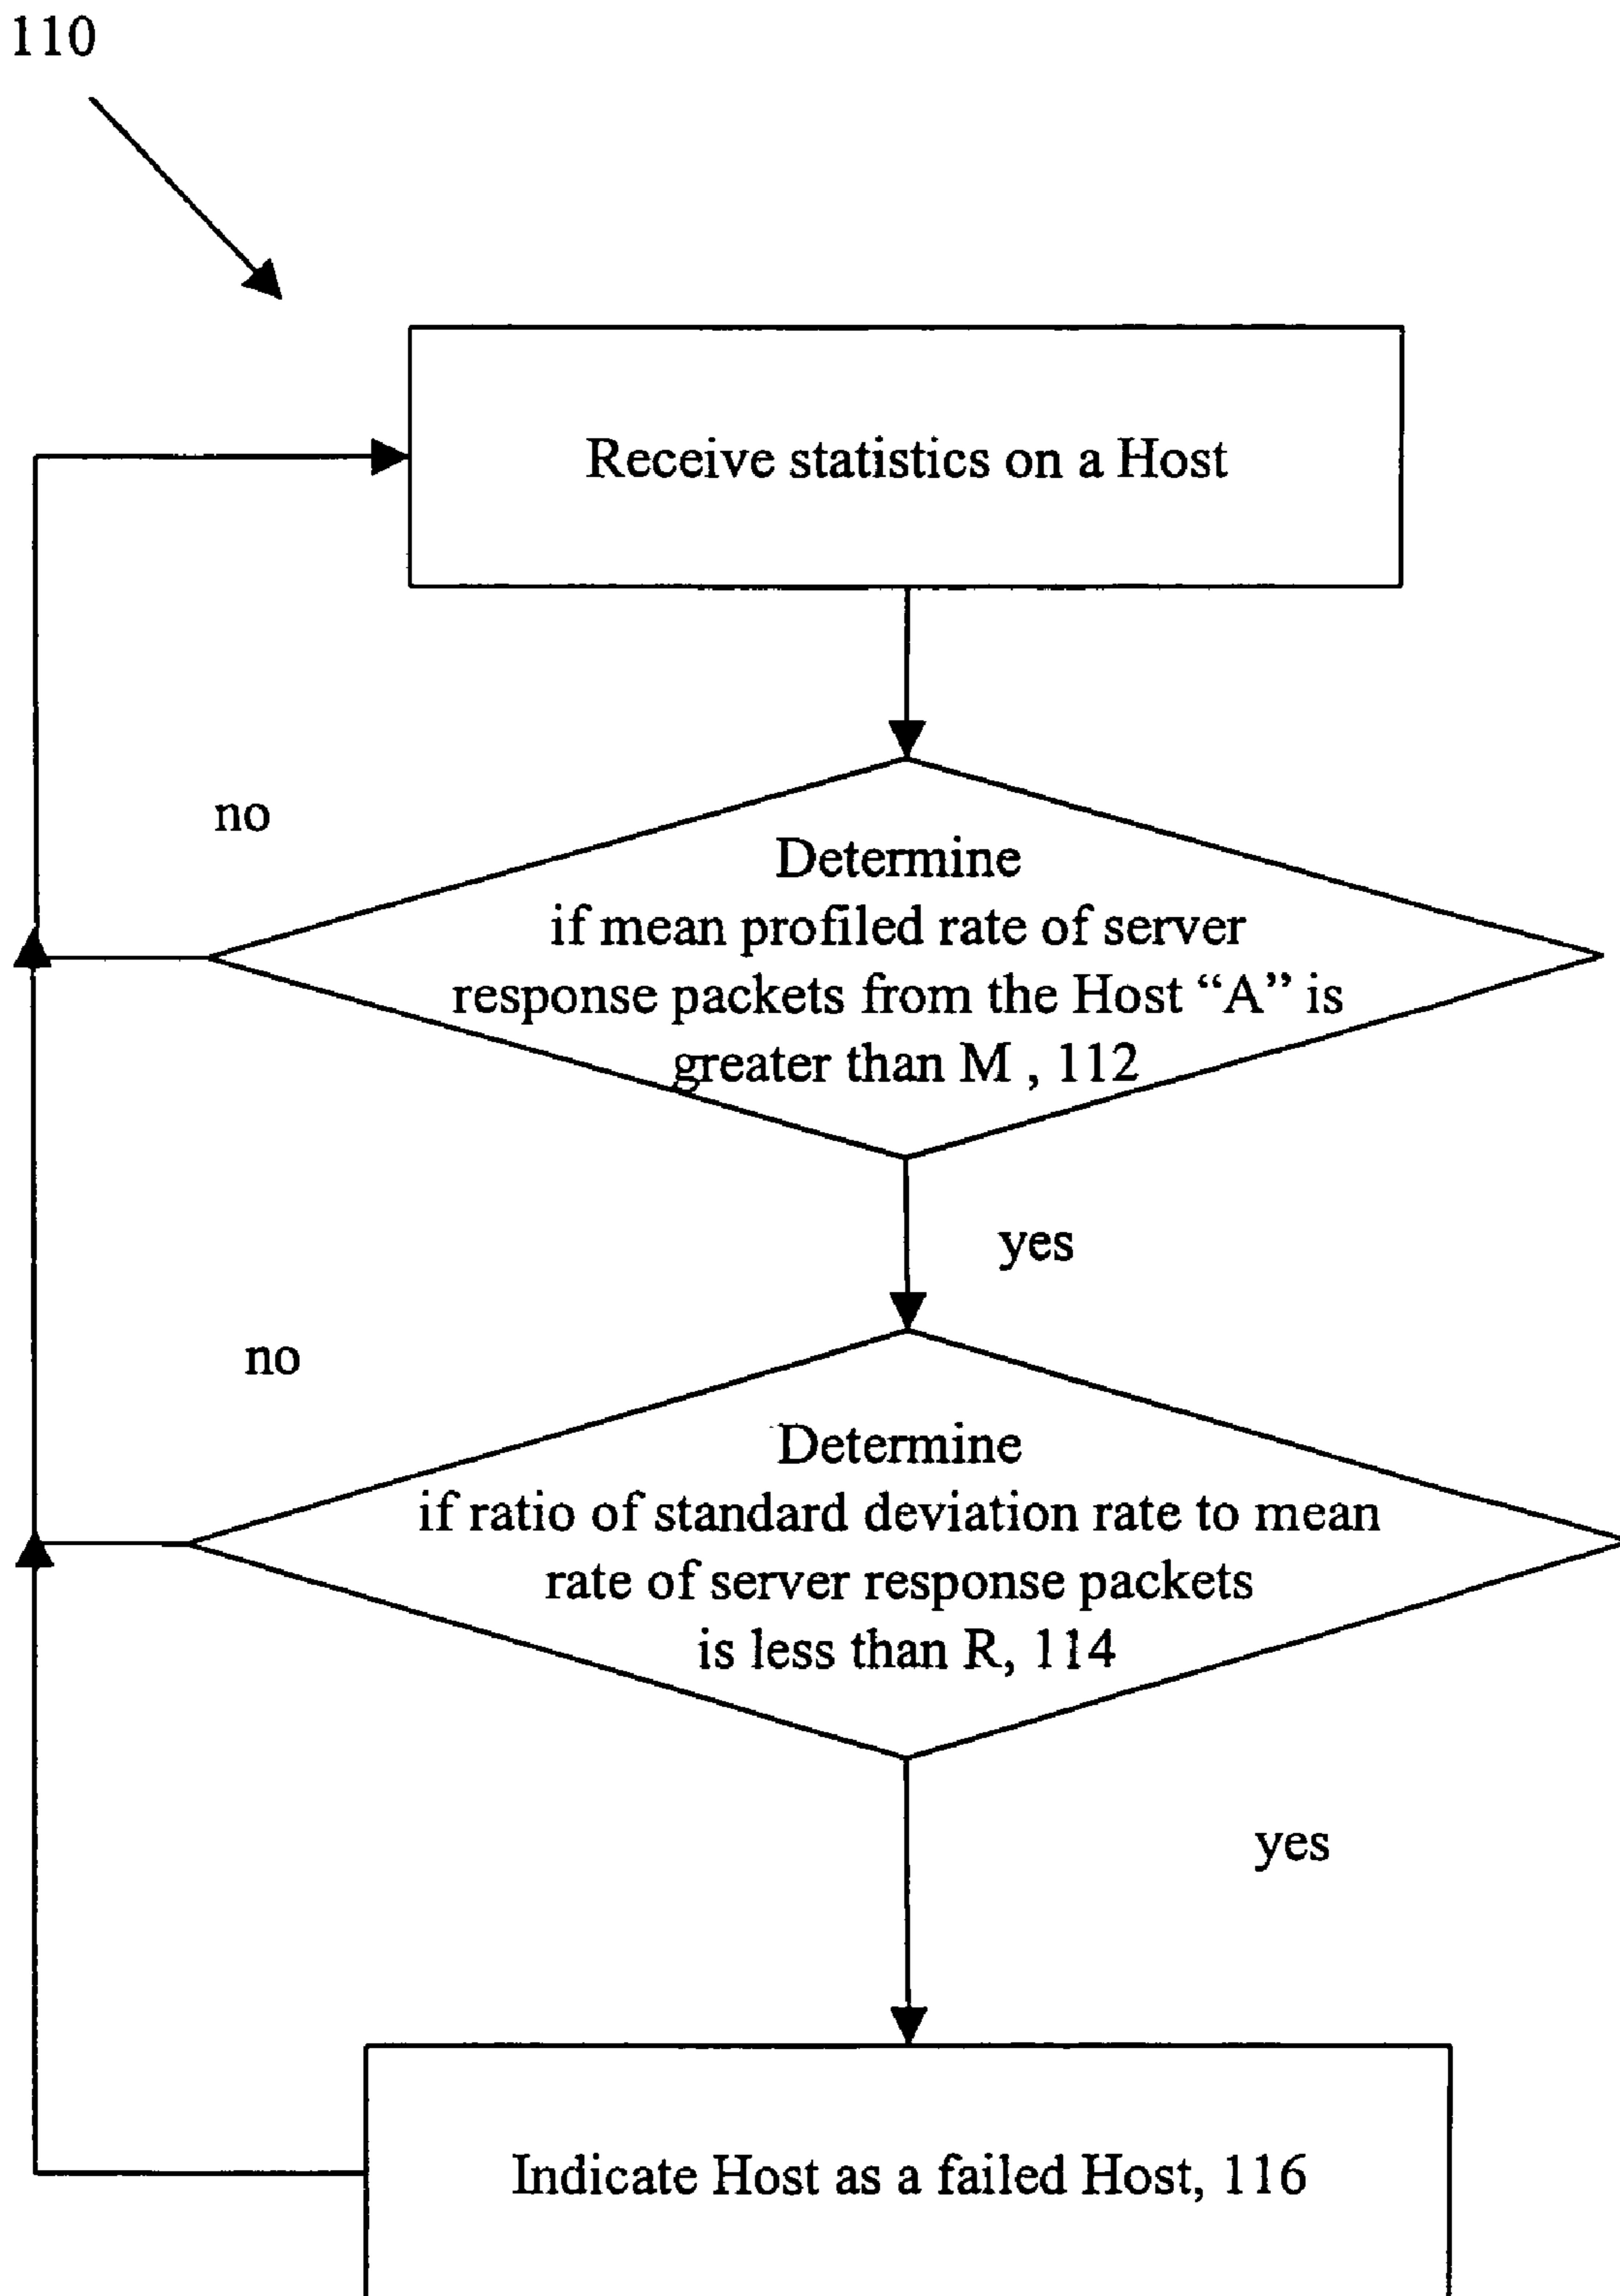 110
Receive statistics on a Host
no
Determine
if mean profiled rate of server
response packets from the Host “A” is
greater than M , 112
yes
no
Determine
if ratio of standard deviation rate to mean
rate of server response packets
is less than R, 114
yes
Indicate Host as a failed Host, 116